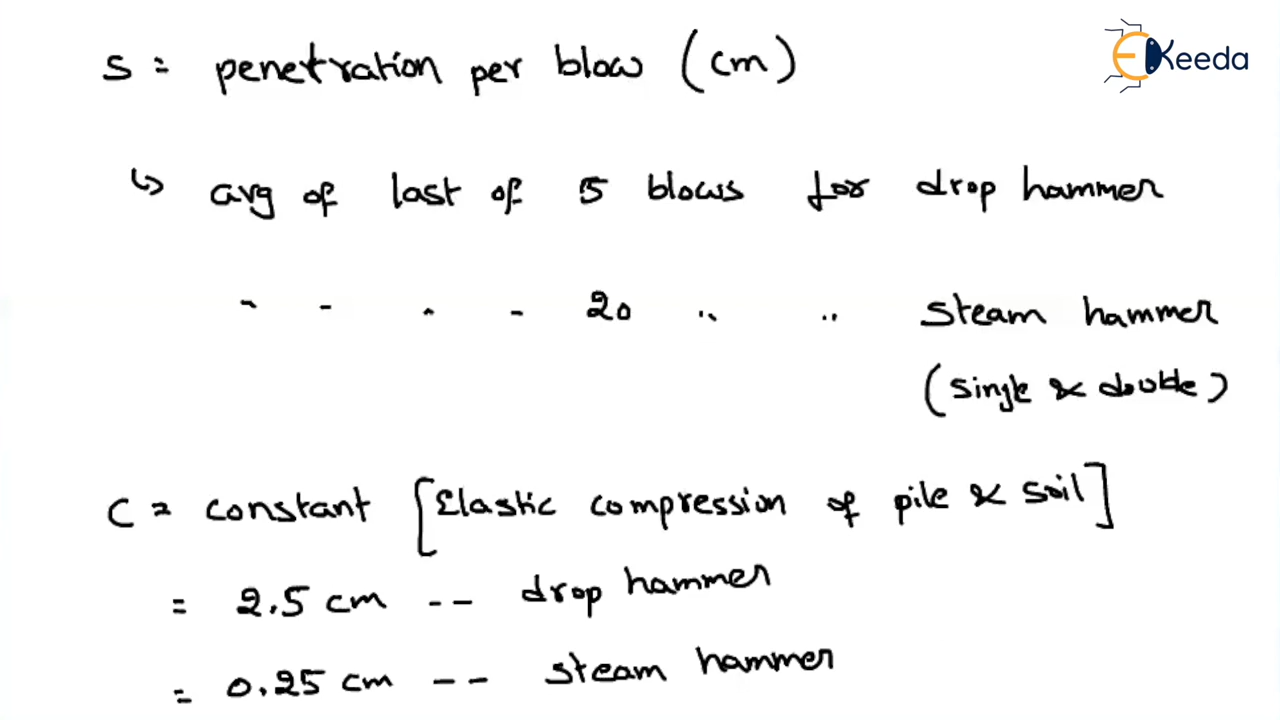 S = penetration per blow (cm)
EKeeda
↳ avg of last of 5 blows for drop hammer
" " " " 20 " " steam hammer
(single & double)
C = constant [Elastic compression of pile & soil]
= 2.5 cm -- drop hammer
= 0.25 cm -- steam hammer